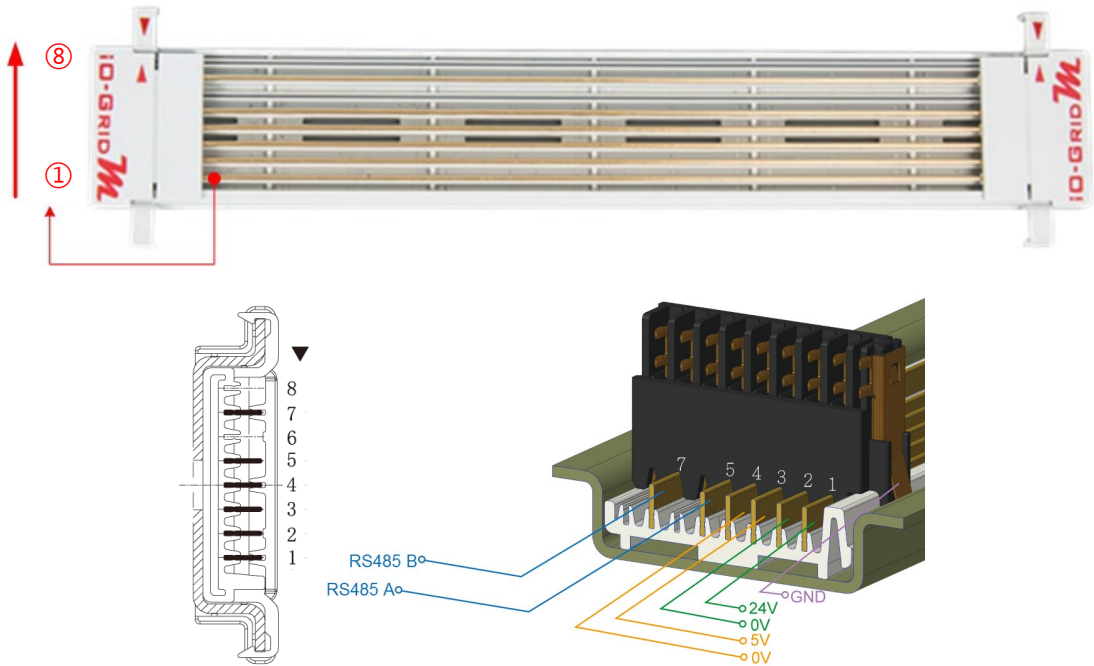 ⑧
①
iO-GRID M
iO-GRID M
8
7
6
5
4
3
2
1
7 5 4 3 2 1
RS485 B
RS485 A
GND
24V
0V
5V
0V